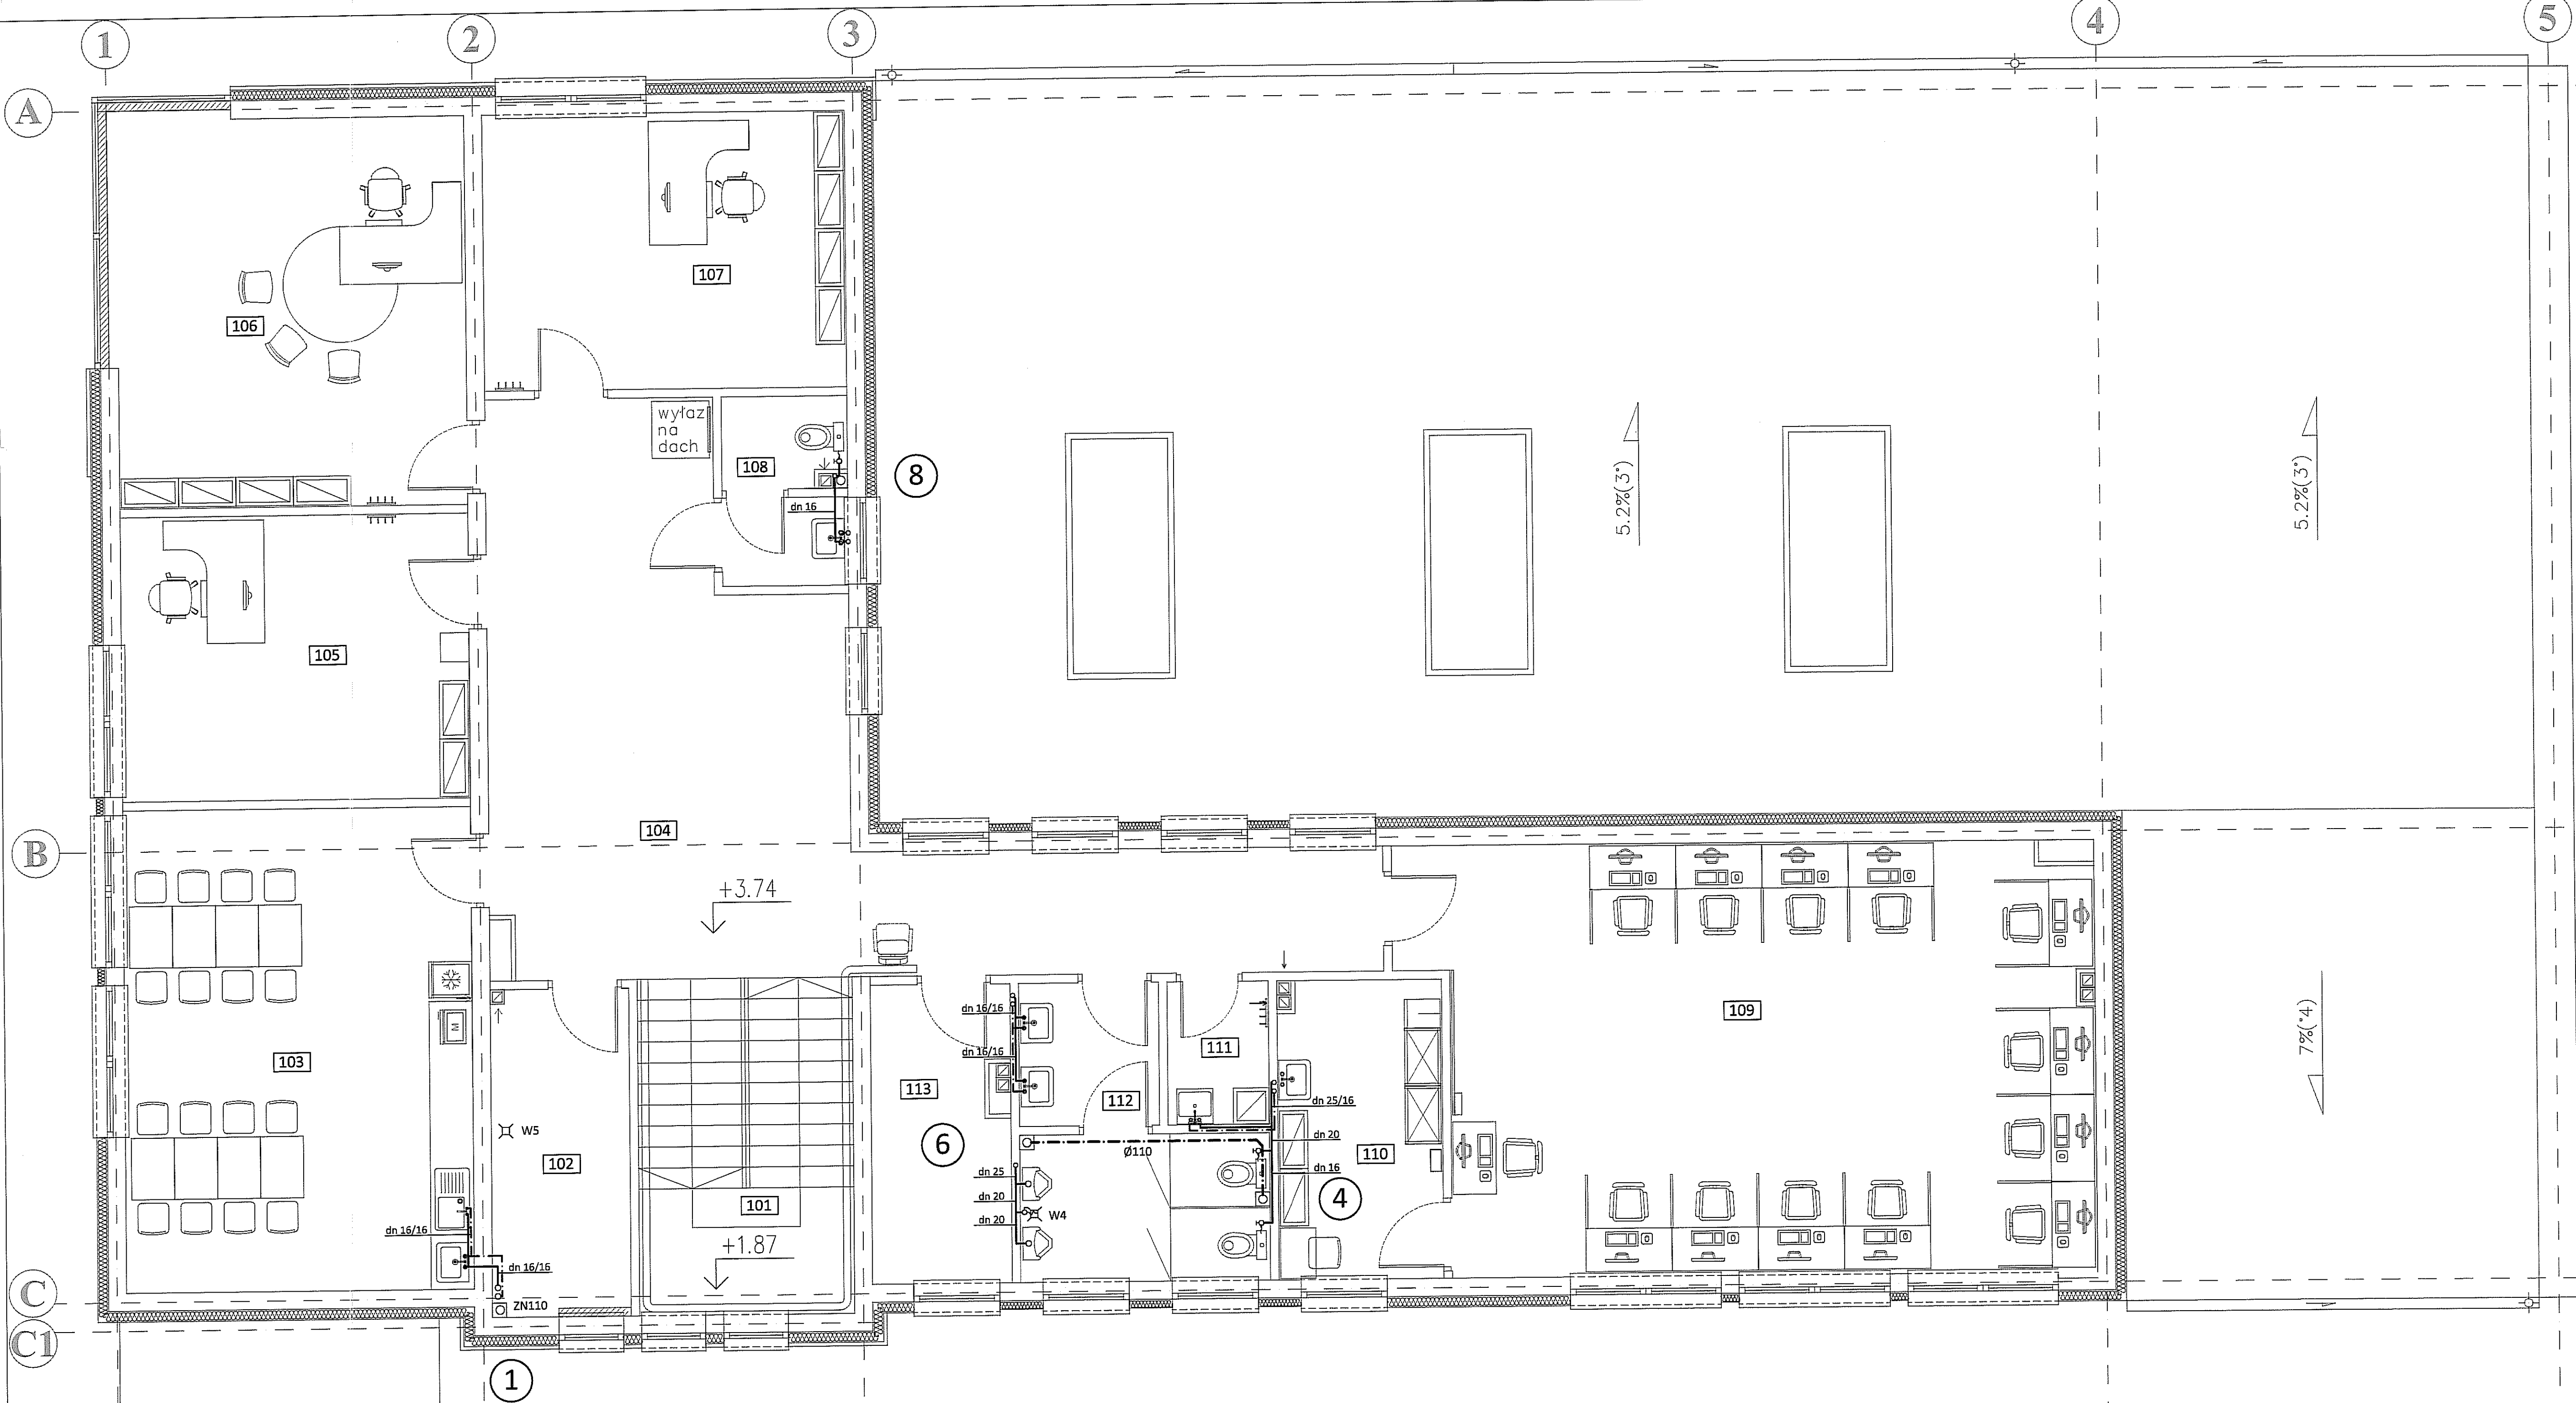 1
2
3
4
5
A
107
106
wyłaz
na
dach
108
8
dn 16
5.2%(3°)
5.2%(3°)
105
104
B
+3.74
109
dn 16/16
dn 16/16
M
103
111
113
112
dn 25/16
W5
6
dn 20
Ø110
110
102
dn 25
dn 16
dn 20
4
101
W4
dn 20
7%(°4)
dn 16/16
+1.87
dn 16/16
C
ZN110
C1
1